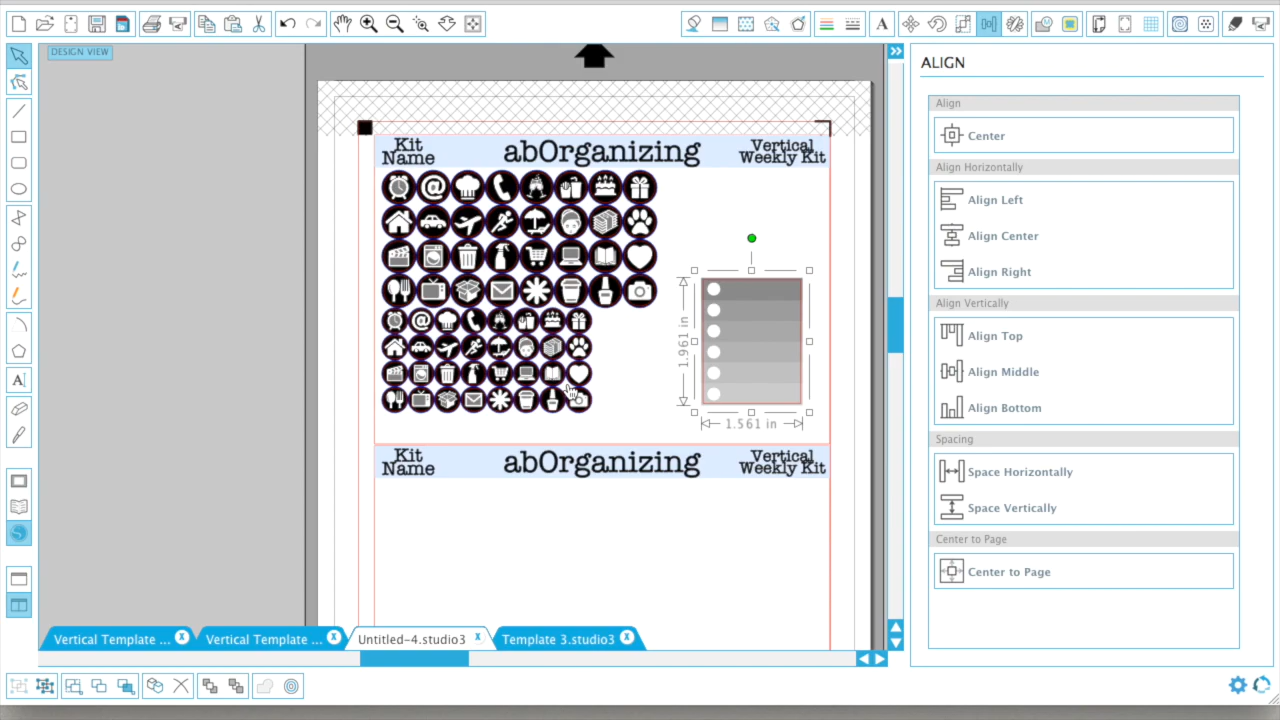 DESIGN VIEW
ALIGN
Align
Center
Align Horizontally
Align Left
Align Center
Align Right
Align Vertically
Align Top
Align Middle
Align Bottom
Spacing
Space Horizontally
Space Vertically
Center to Page
Center to Page
Kit
Name
abOrganizing
Vertical
Weekly Kit
1.961 in
1.561 in
Kit
Name
abOrganizing
Vertical
Weekly Kit
Vertical Template ... x
Vertical Template ... x
Untitled-4.studio3 x
Template 3.studio3 x